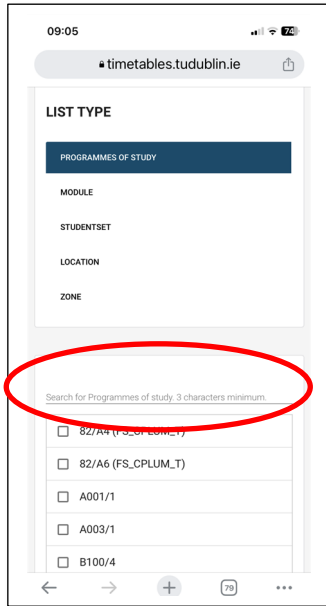 09:05
74
timetables.tudublin.ie
LIST TYPE
PROGRAMMES OF STUDY
MODULE
STUDENTSET
LOCATION
ZONE
Search for Programmes of study. 3 characters minimum.
82/A4 (FS_CPLUM_T)
82/A6 (FS_CPLUM_T)
A001/1
A003/1
B100/4
79